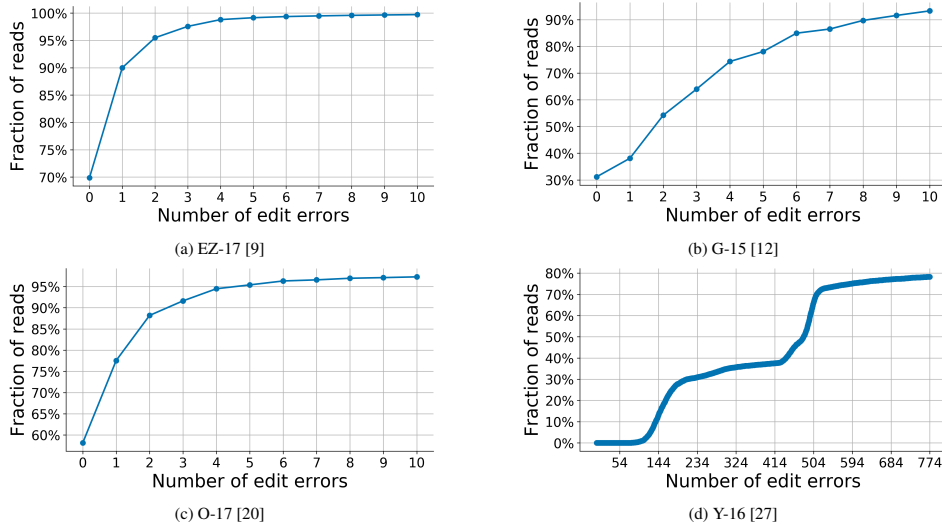 100%
95%
90%
85%
80%
75%
70%
Fraction of reads
0 1 2 3 4 5 6 7 8 9 10
Number of edit errors
(a) EZ-17 [9]
90%
80%
70%
60%
50%
40%
30%
Fraction of reads
0 1 2 3 4 5 6 7 8 9 10
Number of edit errors
(b) G-15 [12]
95%
90%
85%
80%
75%
70%
65%
60%
Fraction of reads
0 1 2 3 4 5 6 7 8 9 10
Number of edit errors
(c) O-17 [20]
80%
70%
60%
50%
40%
30%
20%
10%
0%
Fraction of reads
54 144 234 324 414 504 594 684 774
Number of edit errors
(d) Y-16 [27]